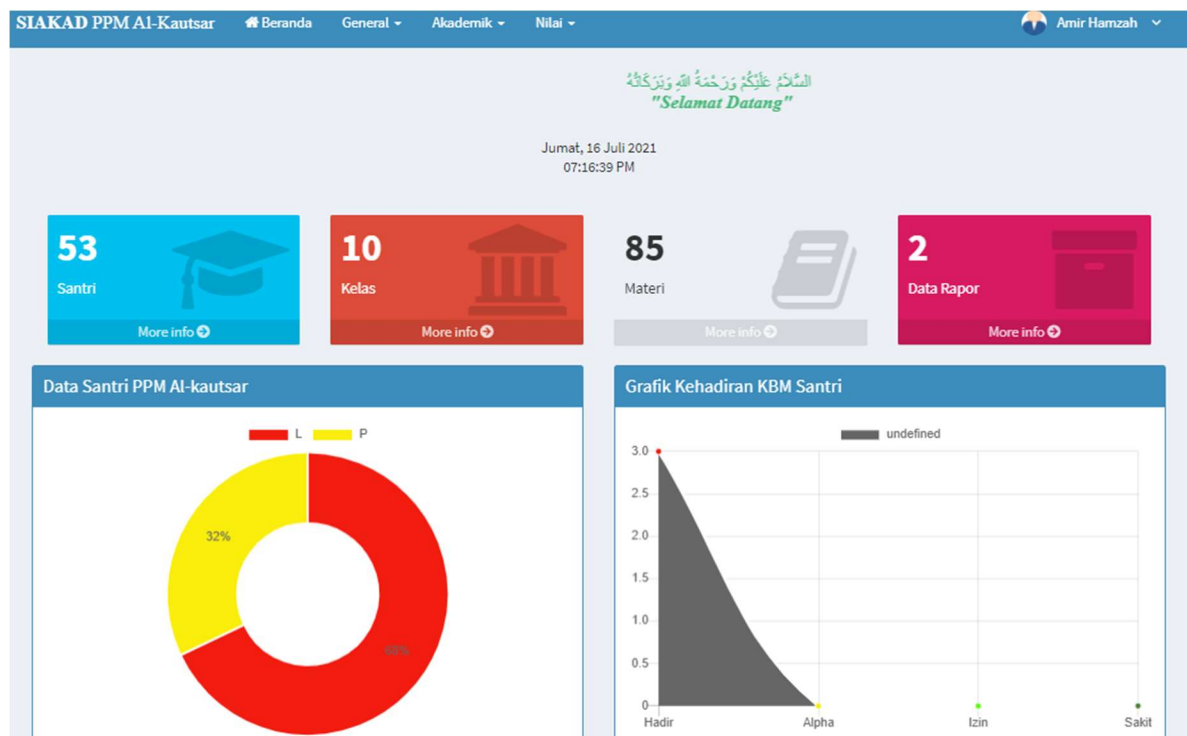 SIAKAD PPM Al-Kautsar Beranda General Akademik Nilai Amir Hamzah
السَّلاَمُ عَلَيْكُمْ وَرَحْمَةُ اللهِ وَبَرَكَاتُهُ
"Selamat Datang"
Jumat, 16 Juli 2021
07:16:39 PM
53
Santri
More info
10
Kelas
More info
85
Materi
More info
2
Data Rapor
More info
Data Santri PPM Al-kautsar
L P
32%
68%
Grafik Kehadiran KBM Santri
undefined
3.0
2.5
2.0
1.5
1.0
0.5
0
Hadir Alpha Izin Sakit